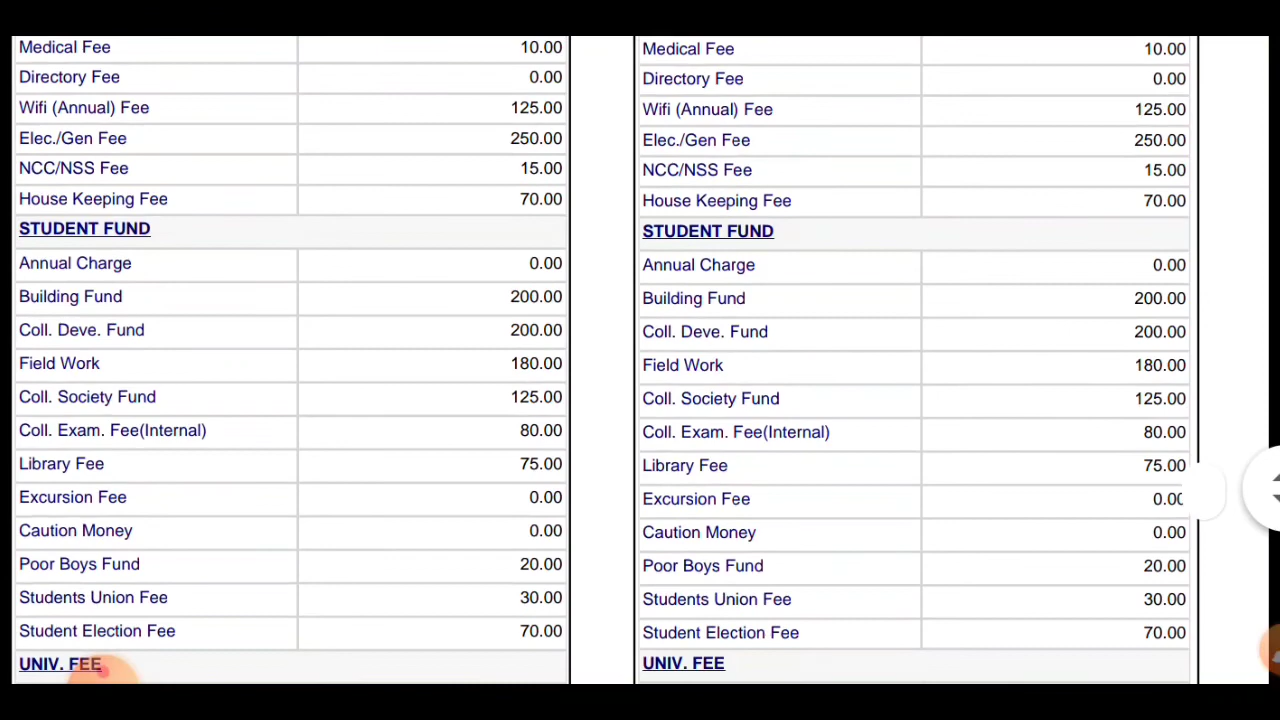 Medical Fee 10.00
Directory Fee 0.00
Wifi (Annual) Fee 125.00
Elec./Gen Fee 250.00
NCC/NSS Fee 15.00
House Keeping Fee 70.00
STUDENT FUND
Annual Charge 0.00
Building Fund 200.00
Coll. Deve. Fund 200.00
Field Work 180.00
Coll. Society Fund 125.00
Coll. Exam. Fee(Internal) 80.00
Library Fee 75.00
Excursion Fee 0.00
Caution Money 0.00
Poor Boys Fund 20.00
Students Union Fee 30.00
Student Election Fee 70.00
UNIV. FEE
Medical Fee 10.00
Directory Fee 0.00
Wifi (Annual) Fee 125.00
Elec./Gen Fee 250.00
NCC/NSS Fee 15.00
House Keeping Fee 70.00
STUDENT FUND
Annual Charge 0.00
Building Fund 200.00
Coll. Deve. Fund 200.00
Field Work 180.00
Coll. Society Fund 125.00
Coll. Exam. Fee(Internal) 80.00
Library Fee 75.00
Excursion Fee 0.00
Caution Money 0.00
Poor Boys Fund 20.00
Students Union Fee 30.00
Student Election Fee 70.00
UNIV. FEE